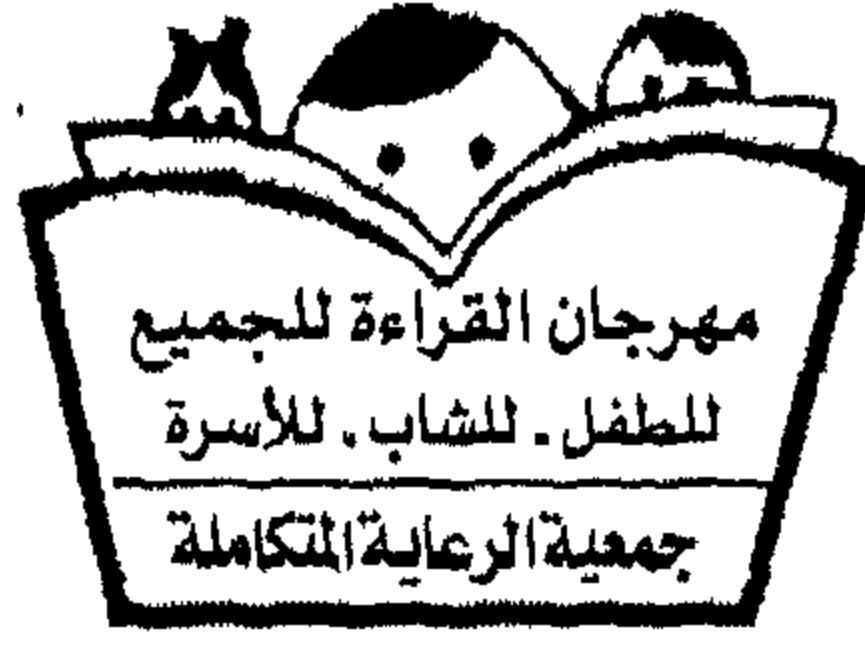 مهرجان القراءة للجميع
للطفل . للشاب . للأسرة
جمعية الرعاية المتكاملة